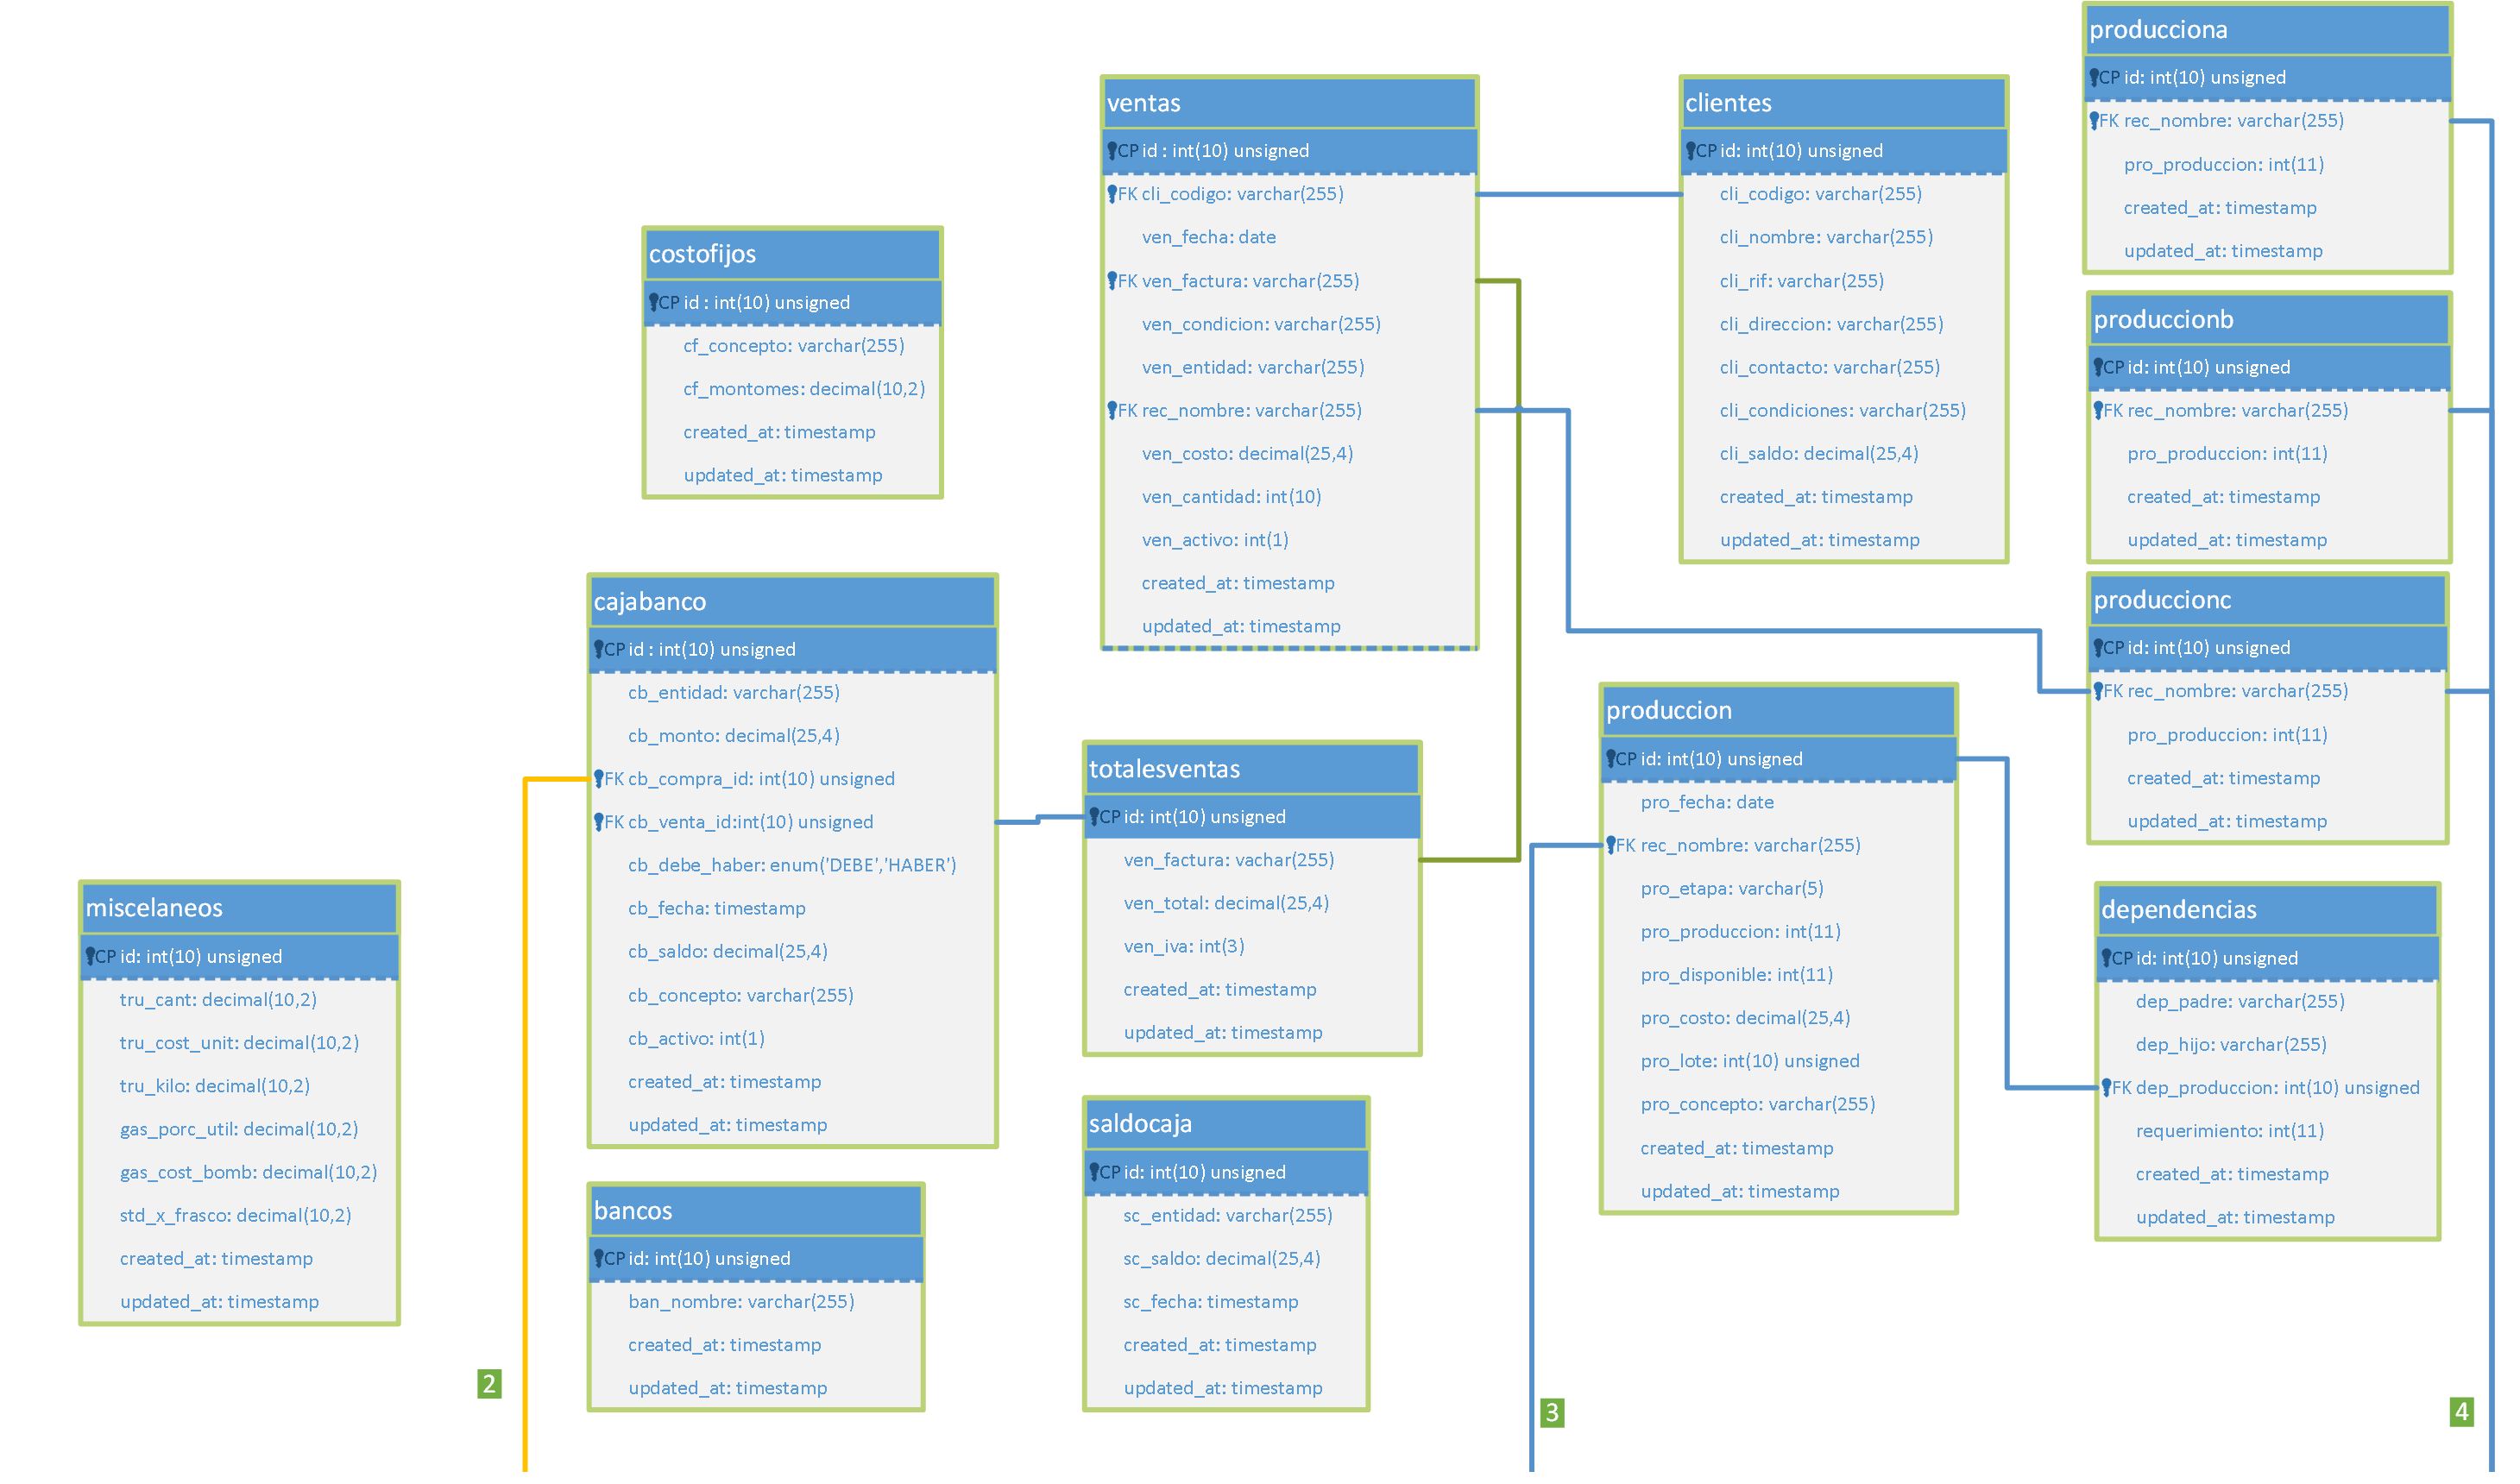 producciona
CP id: int(10) unsigned
FK rec_nombre: varchar(255)
pro_produccion: int(11)
created_at: timestamp
updated_at: timestamp
ventas
CP id : int(10) unsigned
FK cli_codigo: varchar(255)
ven_fecha: date
FK ven_factura: varchar(255)
ven_condicion: varchar(255)
ven_entidad: varchar(255)
FK rec_nombre: varchar(255)
ven_costo: decimal(25,4)
ven_cantidad: int(10)
ven_activo: int(1)
created_at: timestamp
updated_at: timestamp
clientes
CP id: int(10) unsigned
cli_codigo: varchar(255)
cli_nombre: varchar(255)
cli_rif: varchar(255)
cli_direccion: varchar(255)
cli_contacto: varchar(255)
cli_condiciones: varchar(255)
cli_saldo: decimal(25,4)
created_at: timestamp
updated_at: timestamp
costofijos
CP id : int(10) unsigned
cf_concepto: varchar(255)
cf_montomes: decimal(10,2)
created_at: timestamp
updated_at: timestamp
produccionb
CP id: int(10) unsigned
FK rec_nombre: varchar(255)
pro_produccion: int(11)
created_at: timestamp
updated_at: timestamp
cajabanco
CP id : int(10) unsigned
cb_entidad: varchar(255)
cb_monto: decimal(25,4)
FK cb_compra_id: int(10) unsigned
FK cb_venta_id:int(10) unsigned
cb_debe_haber: enum('DEBE','HABER')
cb_fecha: timestamp
cb_saldo: decimal(25,4)
cb_concepto: varchar(255)
cb_activo: int(1)
created_at: timestamp
updated_at: timestamp
produccionc
CP id: int(10) unsigned
FK rec_nombre: varchar(255)
pro_produccion: int(11)
created_at: timestamp
updated_at: timestamp
produccion
CP id: int(10) unsigned
pro_fecha: date
FK rec_nombre: varchar(255)
pro_etapa: varchar(5)
pro_produccion: int(11)
pro_disponible: int(11)
pro_costo: decimal(25,4)
pro_lote: int(10) unsigned
pro_concepto: varchar(255)
created_at: timestamp
updated_at: timestamp
totalesventas
CP id: int(10) unsigned
ven_factura: vachar(255)
ven_total: decimal(25,4)
ven_iva: int(3)
created_at: timestamp
updated_at: timestamp
miscelaneos
CP id: int(10) unsigned
tru_cant: decimal(10,2)
tru_cost_unit: decimal(10,2)
tru_kilo: decimal(10,2)
gas_porc_util: decimal(10,2)
gas_cost_bomb: decimal(10,2)
std_x_frasco: decimal(10,2)
created_at: timestamp
updated_at: timestamp
dependencias
CP id: int(10) unsigned
dep_padre: varchar(255)
dep_hijo: varchar(255)
FK dep_produccion: int(10) unsigned
requerimiento: int(11)
created_at: timestamp
updated_at: timestamp
saldocaja
CP id: int(10) unsigned
sc_entidad: varchar(255)
sc_saldo: decimal(25,4)
sc_fecha: timestamp
created_at: timestamp
updated_at: timestamp
bancos
CP id: int(10) unsigned
ban_nombre: varchar(255)
created_at: timestamp
updated_at: timestamp
2
3
4